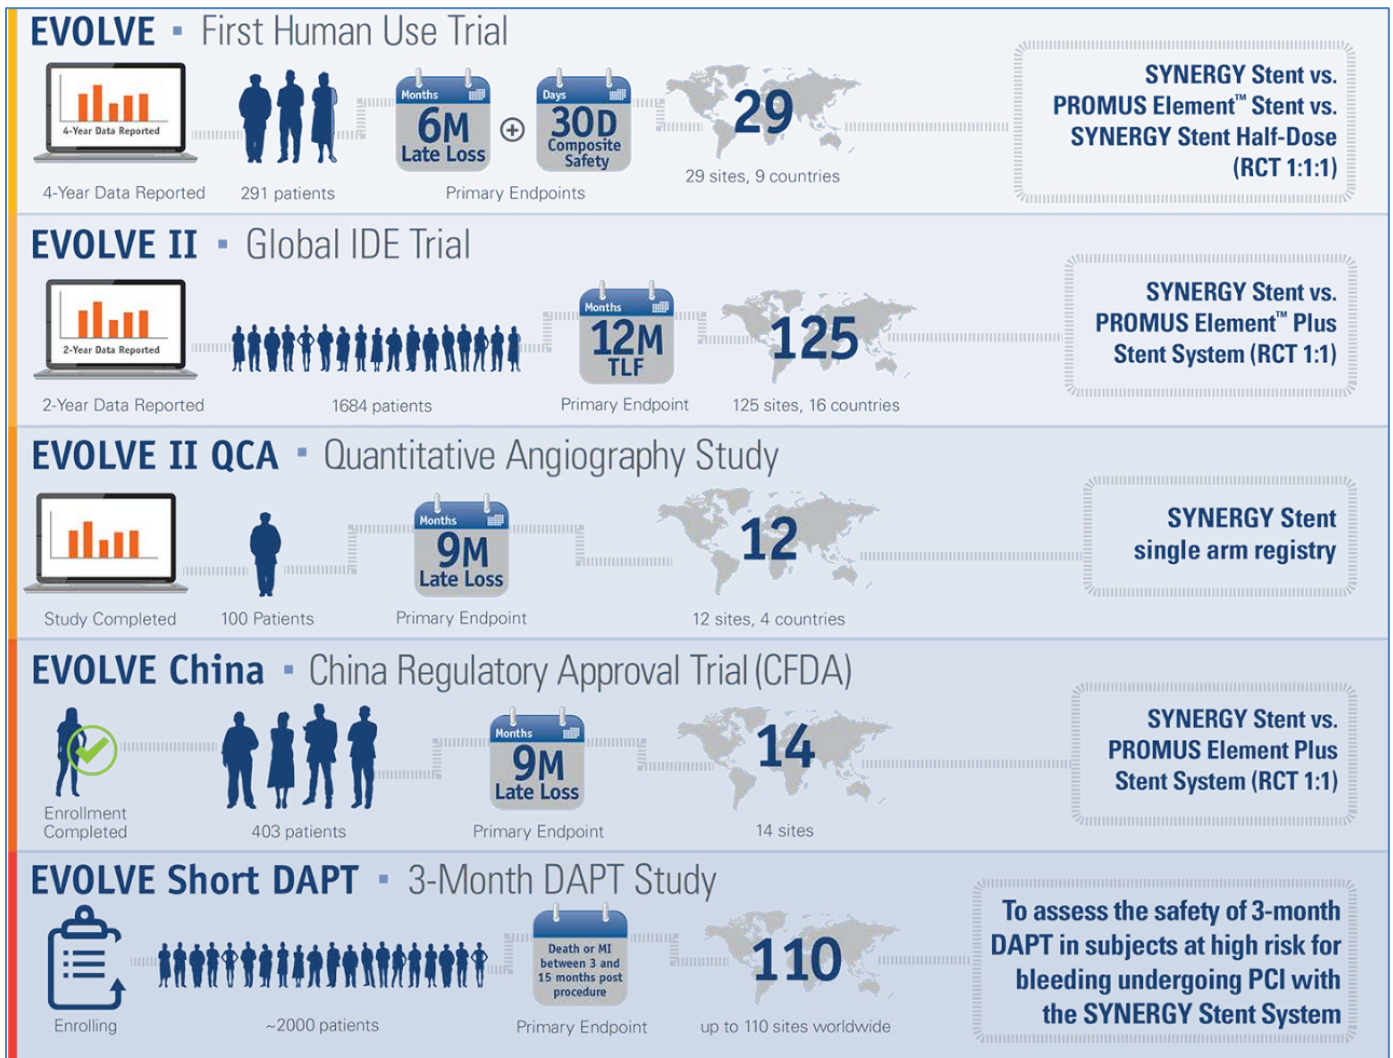 EVOLVE ▪ First Human Use Trial
4-Year Data Reported
4-Year Data Reported
291 patients
Months
6M
Late Loss
+
Days
30D
Composite
Safety
Primary Endpoints
29
29 sites, 9 countries
SYNERGY Stent vs.
PROMUS Element™ Stent vs.
SYNERGY Stent Half-Dose
(RCT 1:1:1)
EVOLVE II ▪ Global IDE Trial
2-Year Data Reported
2-Year Data Reported
1684 patients
Months
12M
TLF
Primary Endpoint
125
125 sites, 16 countries
SYNERGY Stent vs.
PROMUS Element™ Plus
Stent System (RCT 1:1)
EVOLVE II QCA ▪ Quantitative Angiography Study
Study Completed
100 Patients
Months
9M
Late Loss
Primary Endpoint
12
12 sites, 4 countries
SYNERGY Stent
single arm registry
EVOLVE China ▪ China Regulatory Approval Trial (CFDA)
Enrollment
Completed
403 patients
Months
9M
Late Loss
Primary Endpoint
14
14 sites
SYNERGY Stent vs.
PROMUS Element Plus
Stent System (RCT 1:1)
EVOLVE Short DAPT ▪ 3-Month DAPT Study
Enrolling
~2000 patients
Death or MI
between 3 and
15 months post
procedure
Primary Endpoint
110
up to 110 sites worldwide
To assess the safety of 3-month
DAPT in subjects at high risk for
bleeding undergoing PCI with
the SYNERGY Stent System